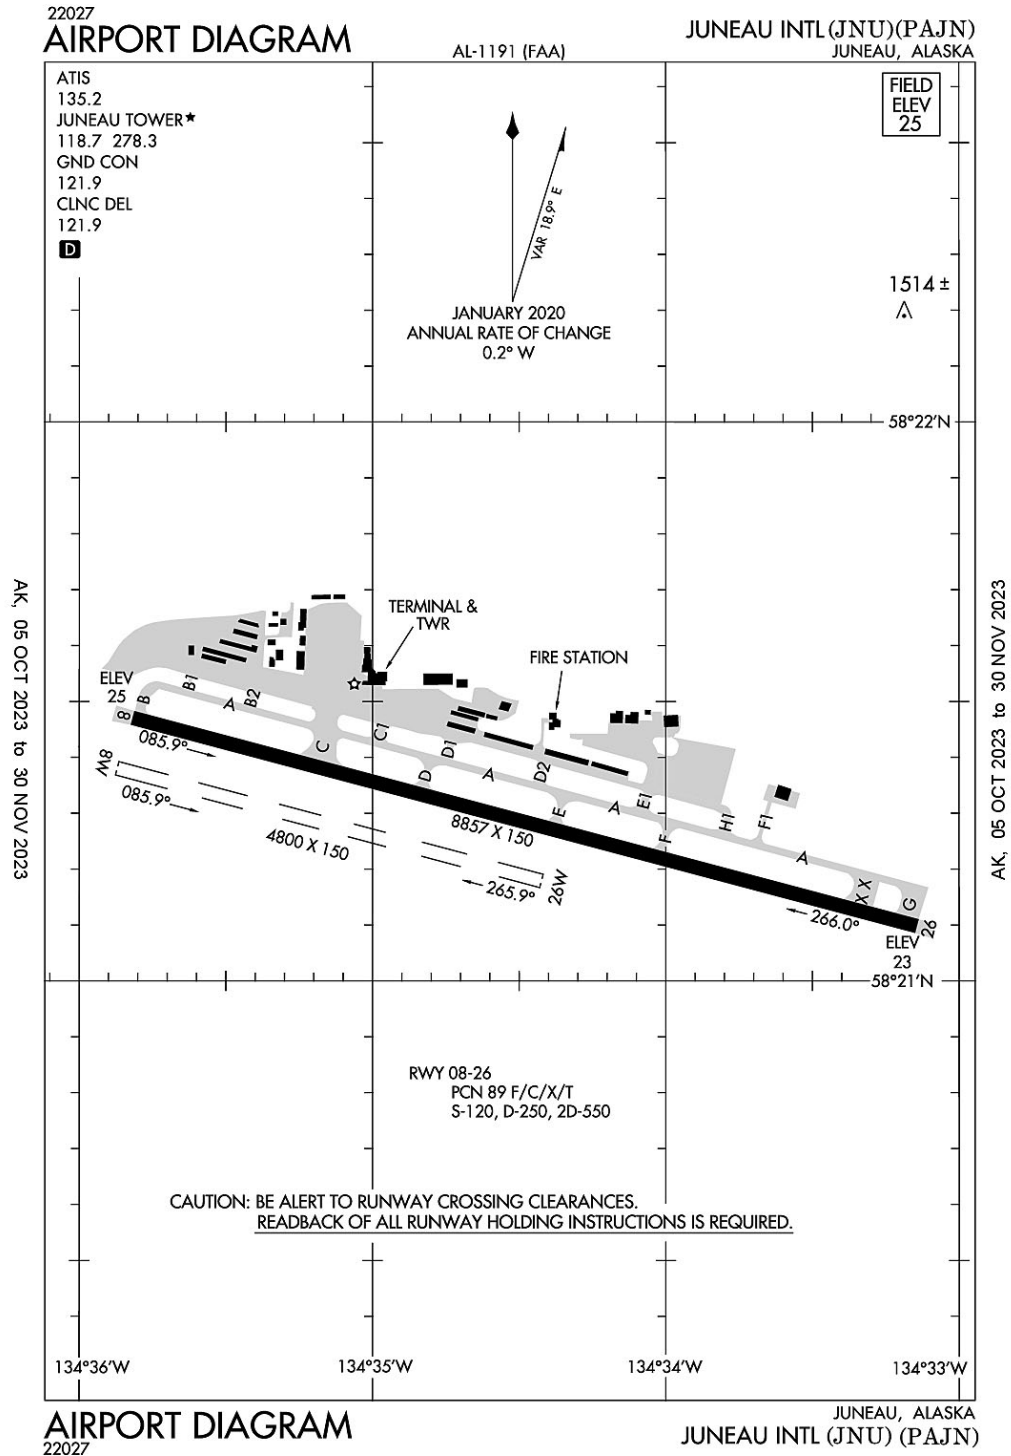 22027
AIRPORT DIAGRAM
AL-1191 (FAA)
JUNEAU INTL (JNU) (PAJN)
JUNEAU, ALASKA
ATIS
135.2
JUNEAU TOWER★
118.7 278.3
GND CON
121.9
CLNC DEL
121.9
D
FIELD
ELEV
25
VAR 18.9° E
JANUARY 2020
ANNUAL RATE OF CHANGE
0.2° W
1514 ±
58°22'N
AK, 05 OCT 2023 to 30 NOV 2023
AK, 05 OCT 2023 to 30 NOV 2023
TERMINAL &
TWR
FIRE STATION
ELEV
25
B
B1
A
B2
8
085.9°
C
C1
D1
D
A
D2
E
A
E1
F
H1
F1
A
X X
G
26
8W
085.9°
4800 X 150
8857 X 150
265.9°
26W
266.0°
ELEV
23
58°21'N
RWY 08-26
PCN 89 F/C/X/T
S-120, D-250, 2D-550
CAUTION: BE ALERT TO RUNWAY CROSSING CLEARANCES.
READBACK OF ALL RUNWAY HOLDING INSTRUCTIONS IS REQUIRED.
134°36'W
134°35'W
134°34'W
134°33'W
AIRPORT DIAGRAM
22027
JUNEAU, ALASKA
JUNEAU INTL (JNU) (PAJN)